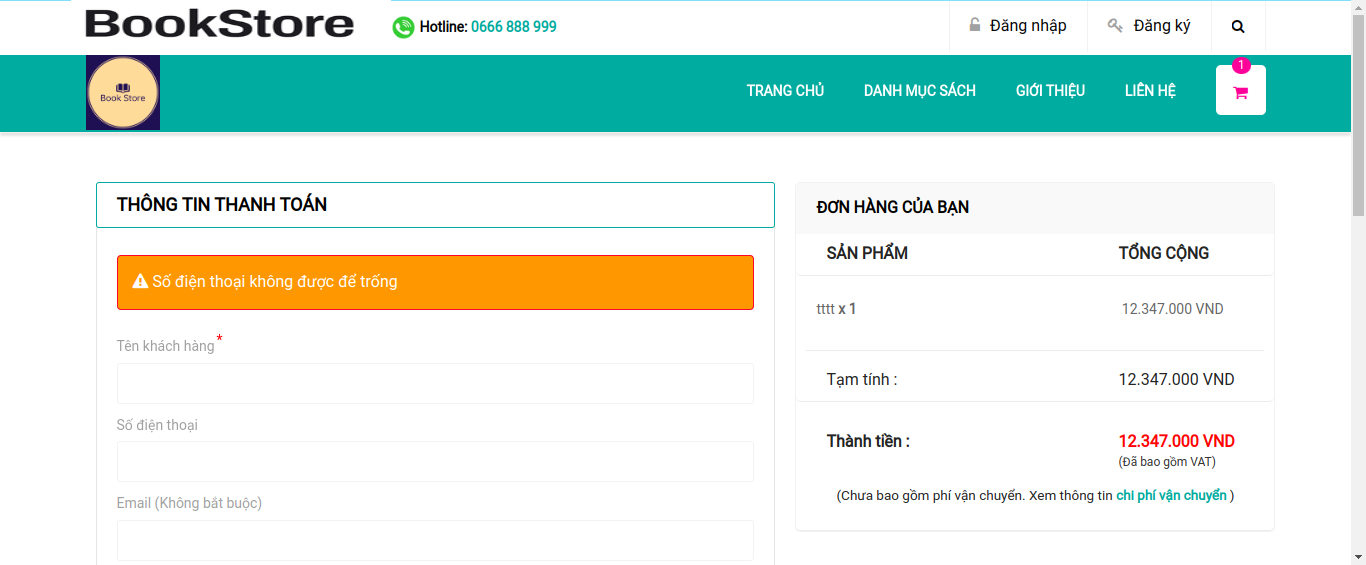 BookStore
Hotline: 0666 888 999
Đăng nhập
Đăng ký
Book Store
TRANG CHỦ
DANH MỤC SÁCH
GIỚI THIỆU
LIÊN HỆ
1
THÔNG TIN THANH TOÁN
Số điện thoại không được để trống
Tên khách hàng *
Số điện thoại
Email (Không bắt buộc)
ĐƠN HÀNG CỦA BẠN
SẢN PHẨM TỔNG CỘNG
tttt x 1 12.347.000 VND
Tạm tính : 12.347.000 VND
Thành tiền : 12.347.000 VND
(Đã bao gồm VAT)
(Chưa bao gồm phí vận chuyển. Xem thông tin chi phí vận chuyển )